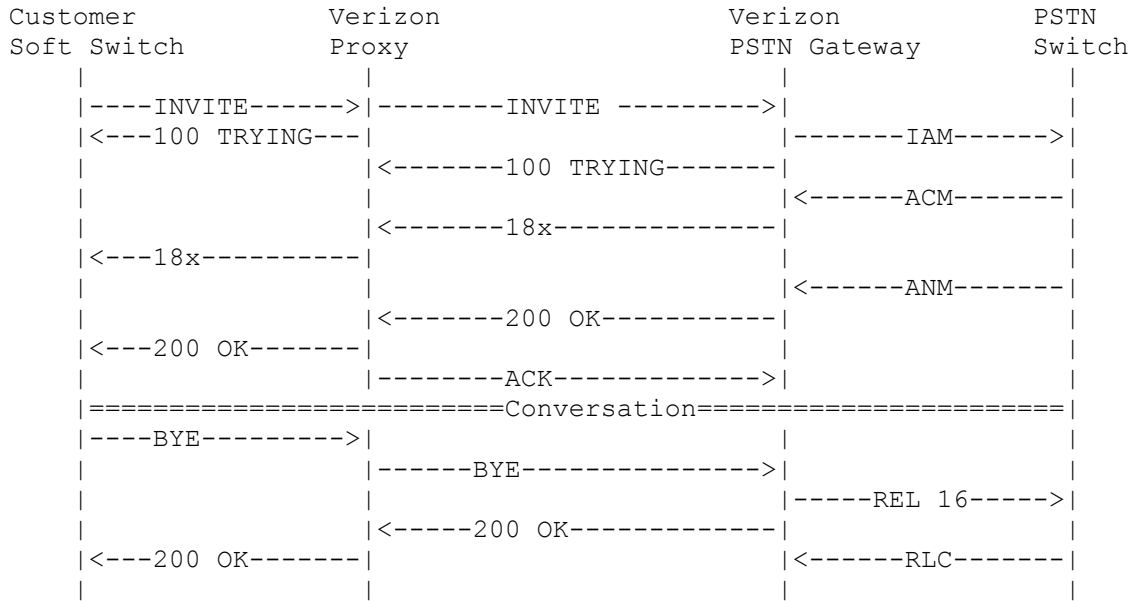 Customer Verizon Verizon PSTN
Soft Switch Proxy PSTN Gateway Switch
| | | |
|----INVITE------>|--------INVITE --------->| |
|<---100 TRYING---| |-------IAM------->|
| |<-------100 TRYING-------| |
| | |<------ACM-------|
| |<-------18x--------------| |
|<---18x----------| | |
| | |<------ANM-------|
| |<-------200 OK-----------| |
|<---200 OK-------| | |
| |--------ACK------------->| |
|==========================Conversation=======================|
|----BYE--------->| | |
| |------BYE--------------->| |
| | |-----REL 16----->|
| |<-----200 OK-------------| |
|<---200 OK-------| |<------RLC-------|
| | | |